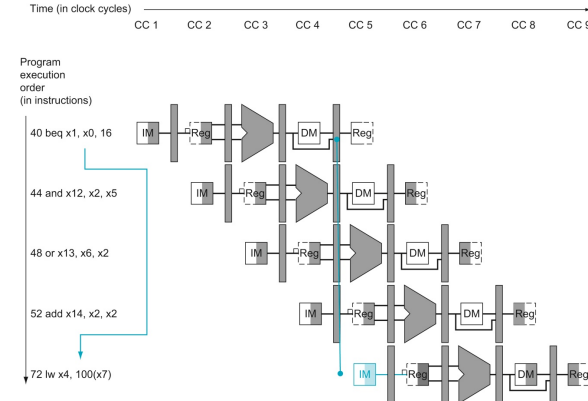 Time (in clock cycles)
CC 1 CC 2 CC 3 CC 4 CC 5 CC 6 CC 7 CC 8 CC 9
Program
execution
order
(in instructions)
40 beq x1, x0, 16
IM Reg DM Reg
44 and x12, x2, x5
IM Reg DM Reg
48 or x13, x6, x2
IM Reg DM Reg
52 add x14, x2, x2
IM Reg DM Reg
72 lw x4, 100(x7)
IM Reg DM Reg